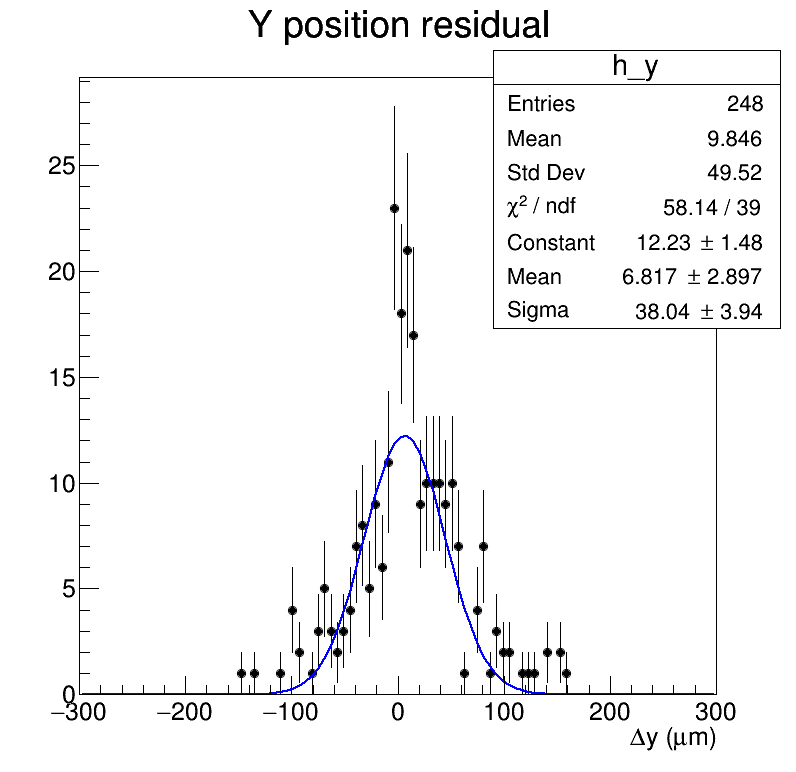 Y position residual
h_y
Entries 248
Mean 9.846
Std Dev 49.52
χ² / ndf 58.14 / 39
Constant 12.23 ± 1.48
Mean 6.817 ± 2.897
Sigma 38.04 ± 3.94
25
20
15
10
5
0
−300 −200 −100 0 100 200 300
Δy (μm)